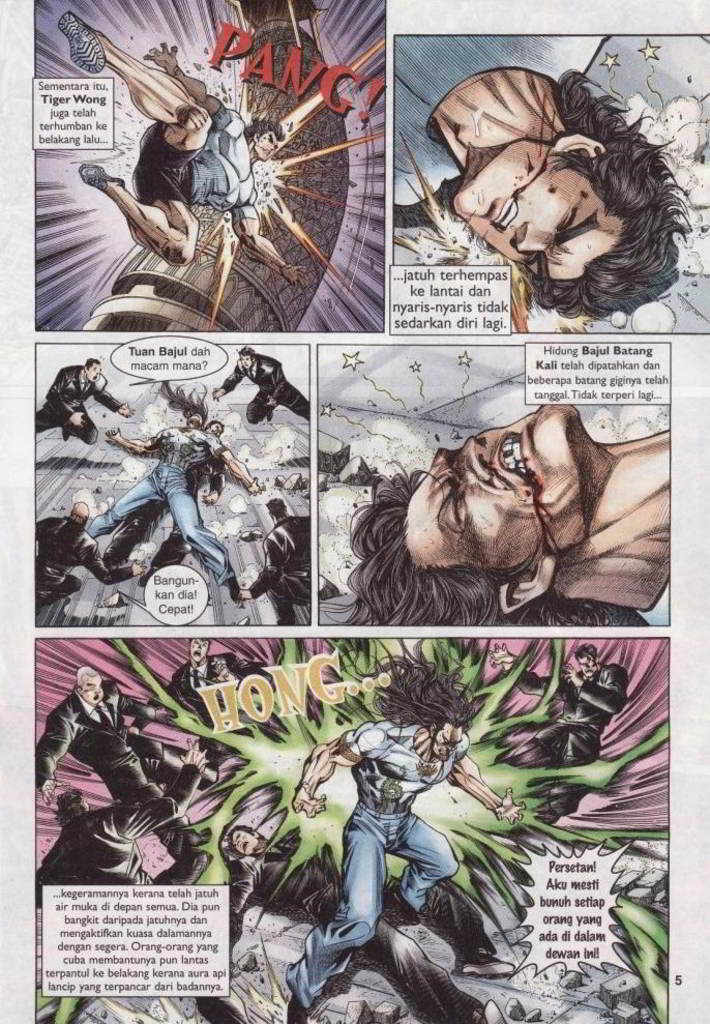 Sementara itu,
Tiger Wong
juga telah
terhumban ke
belakang lalu...
PANG!
...jatuh terhempas
ke lantai dan
nyaris-nyaris tidak
sedarkan diri lagi.
Tuan Bajul dah
macam mana?
Bangun-
kan dia!
Cepat!
Hidung Bajul Batang
Kali telah dipatahkan dan
beberapa batang giginya telah
tanggal. Tidak terperi lagi...
HONG...
...kegeramannya kerana telah jatuh
air muka di depan semua. Dia pun
bangkit daripada jatuhnya dan
mengaktifkan kuasa dalamannya
dengan segera. Orang-orang yang
cuba membantunya pun lantas
terpantul ke belakang kerana aura api
lancip yang terpancar dari badannya.
Persetan!
Aku mesti
bunuh setiap
orang yang
ada di dalam
dewan ini!
5